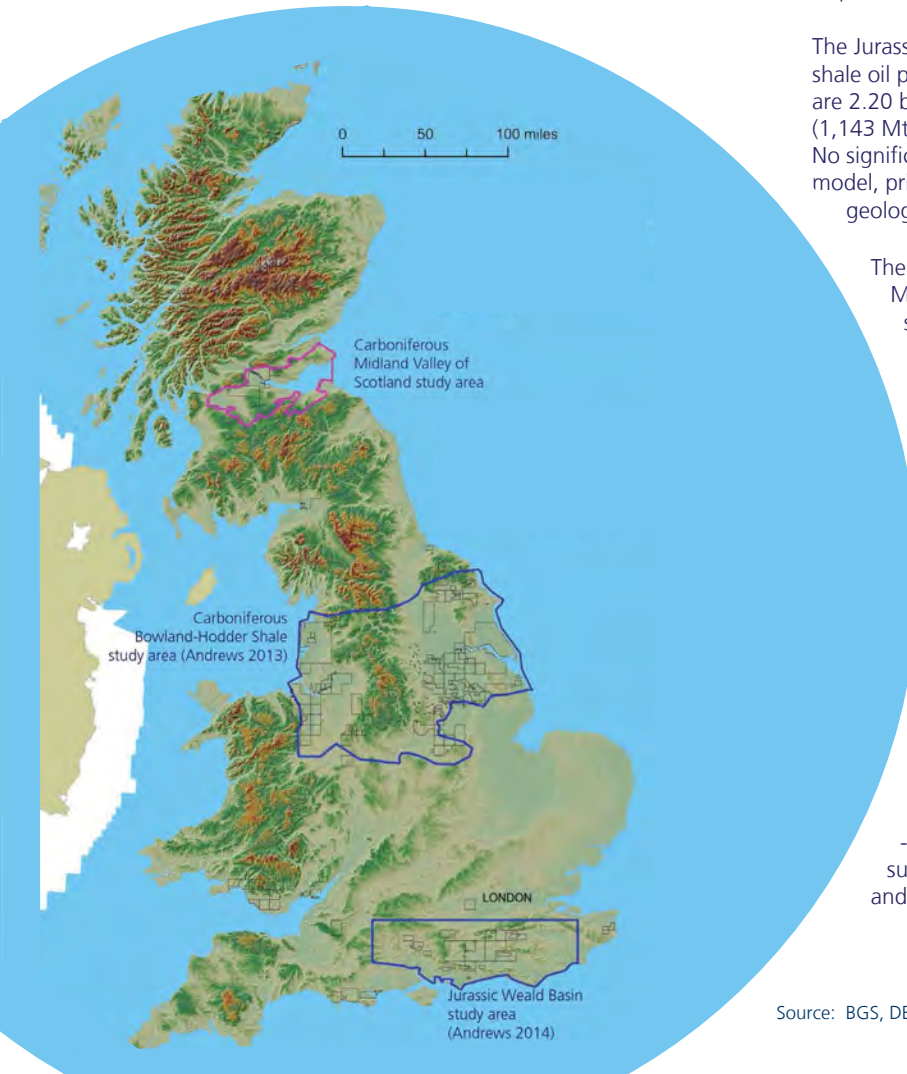 The Jurass
shale oil p
are 2.20 b
(1,143 Mt
No signific
model, pri
geolog
The
M
s
0 50 100 miles
Carboniferous
Midland Valley of
Scotland study area
Carboniferous
Bowland-Hodder Shale
study area (Andrews 2013)
-
su
and
LONDON
Jurassic Weald Basin
study area
(Andrews 2014)
Source: BGS, DE